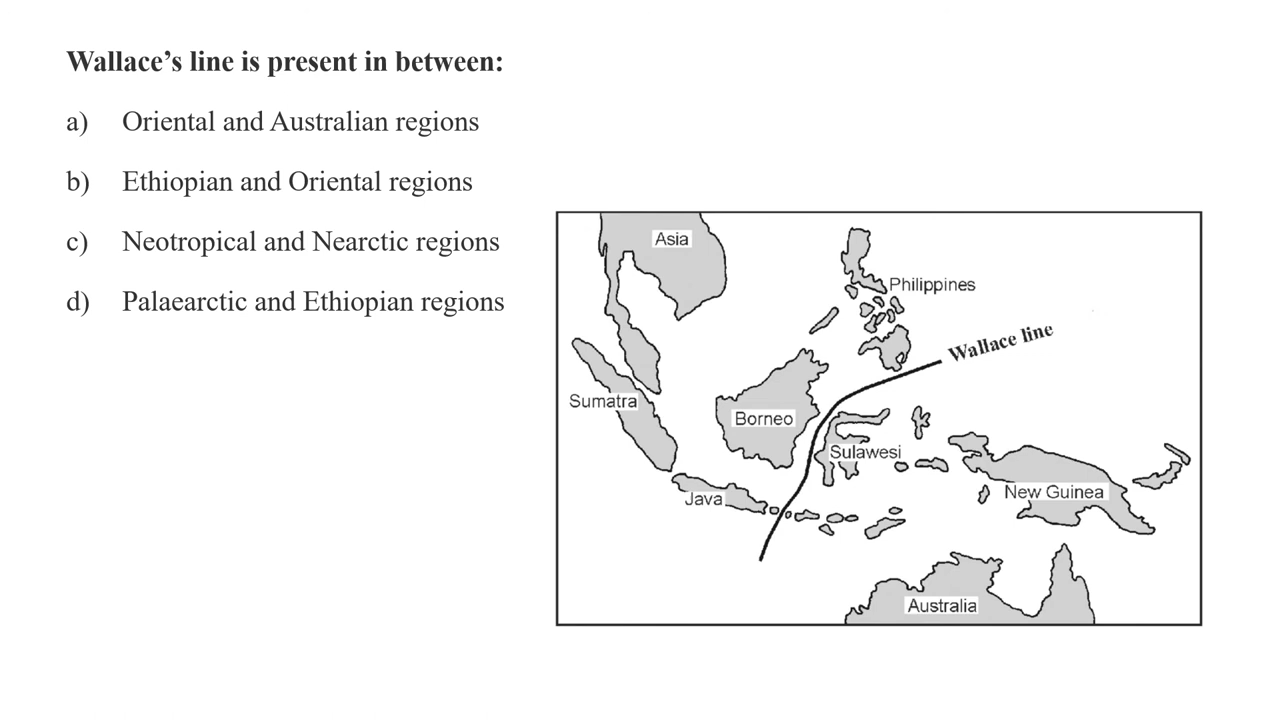 Wallace’s line is present in between:
a) Oriental and Australian regions
b) Ethiopian and Oriental regions
c) Neotropical and Nearctic regions
d) Palaearctic and Ethiopian regions
Asia
Philippines
Wallace line
Sumatra
Borneo
Sulawesi
Java
New Guinea
Australia